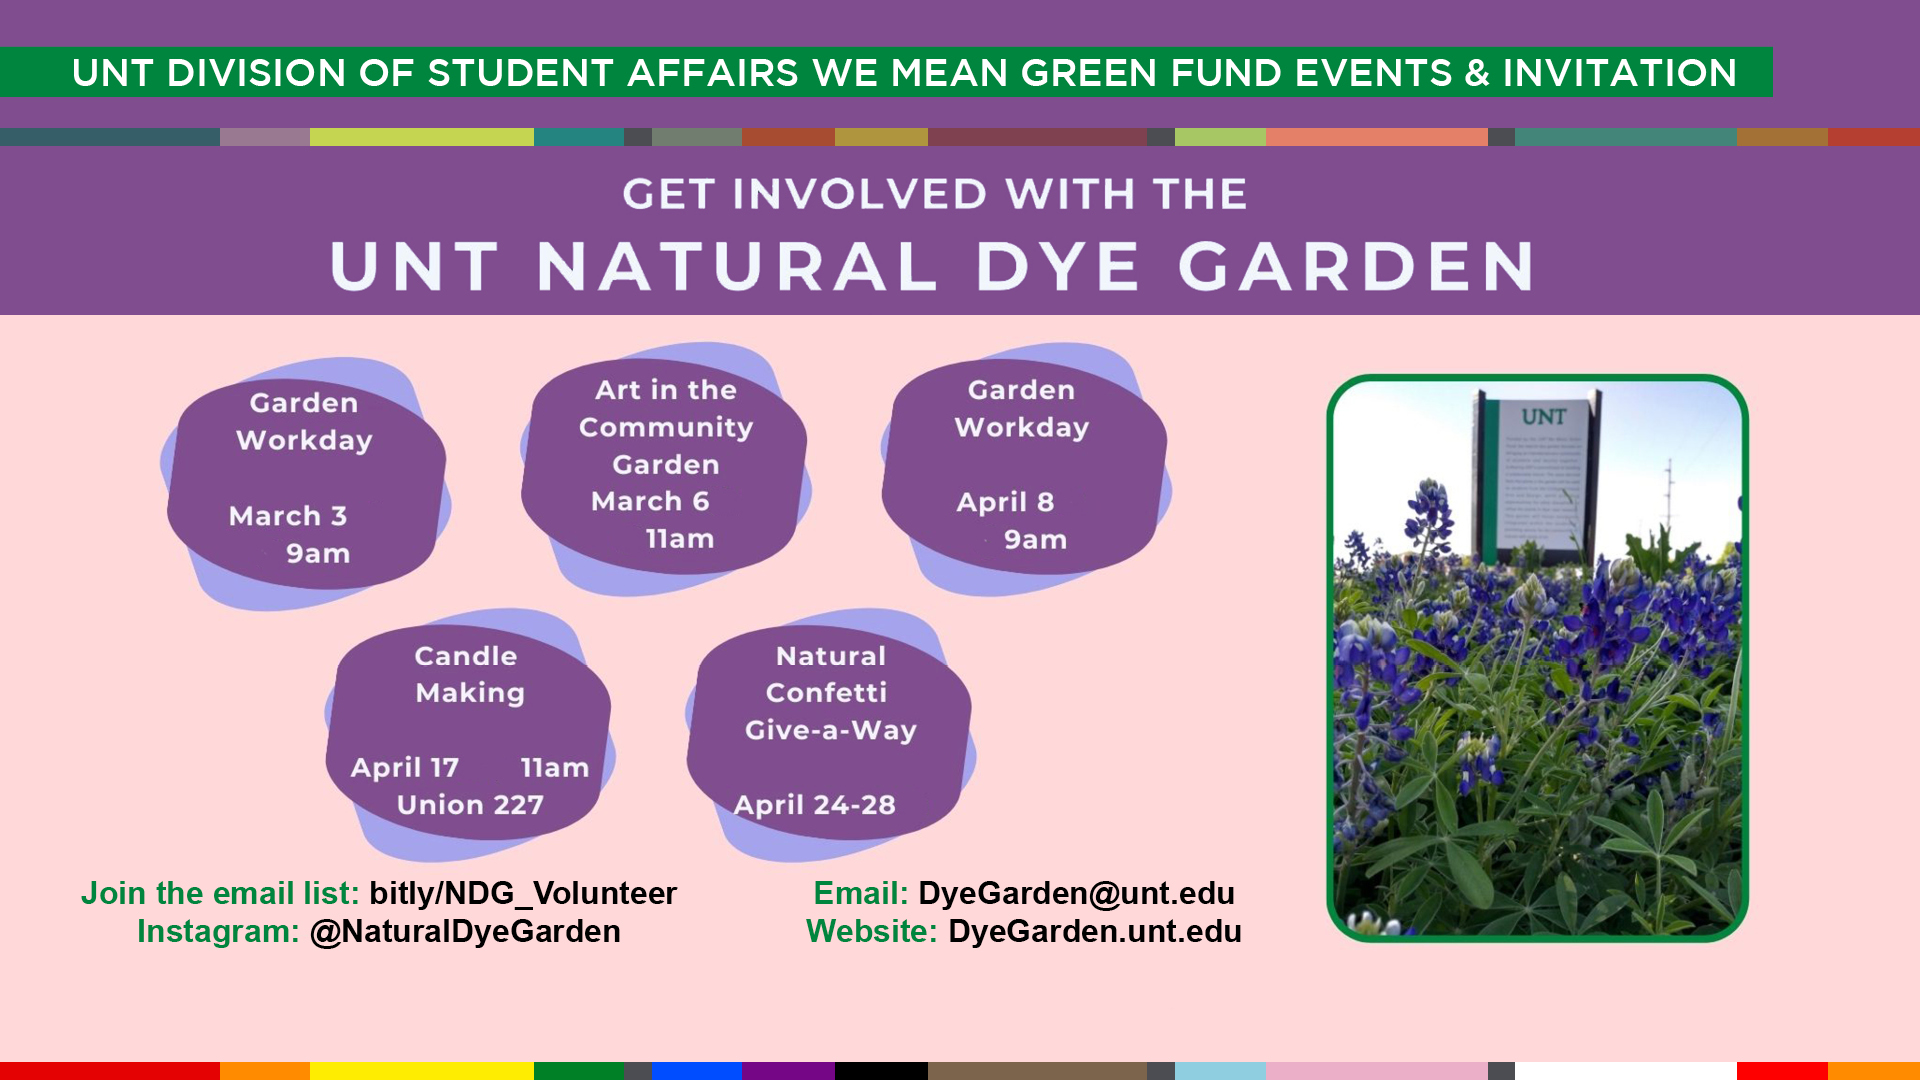 UNT DIVISION OF STUDENT AFFAIRS WE MEAN GREEN FUND EVENTS & INVITATION
GET INVOLVED WITH THE
UNT NATURAL DYE GARDEN
Garden
Workday
March 3
9am
Art in the
Community
Garden
March 6
11am
Garden
Workday
April 8
9am
Candle
Making
April 17 11am
Union 227
Natural
Confetti
Give-a-Way
April 24-28
Join the email list: bitly/NDG_Volunteer
Instagram: @NaturalDyeGarden
Email: DyeGarden@unt.edu
Website: DyeGarden.unt.edu
UNT